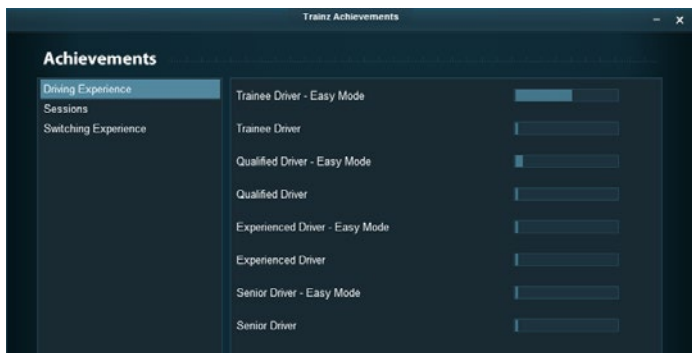 Trainz Achievements
Achievements
Driving Experience
Sessions
Switching Experience
Trainee Driver - Easy Mode
Trainee Driver
Qualified Driver - Easy Mode
Qualified Driver
Experienced Driver - Easy Mode
Experienced Driver
Senior Driver - Easy Mode
Senior Driver